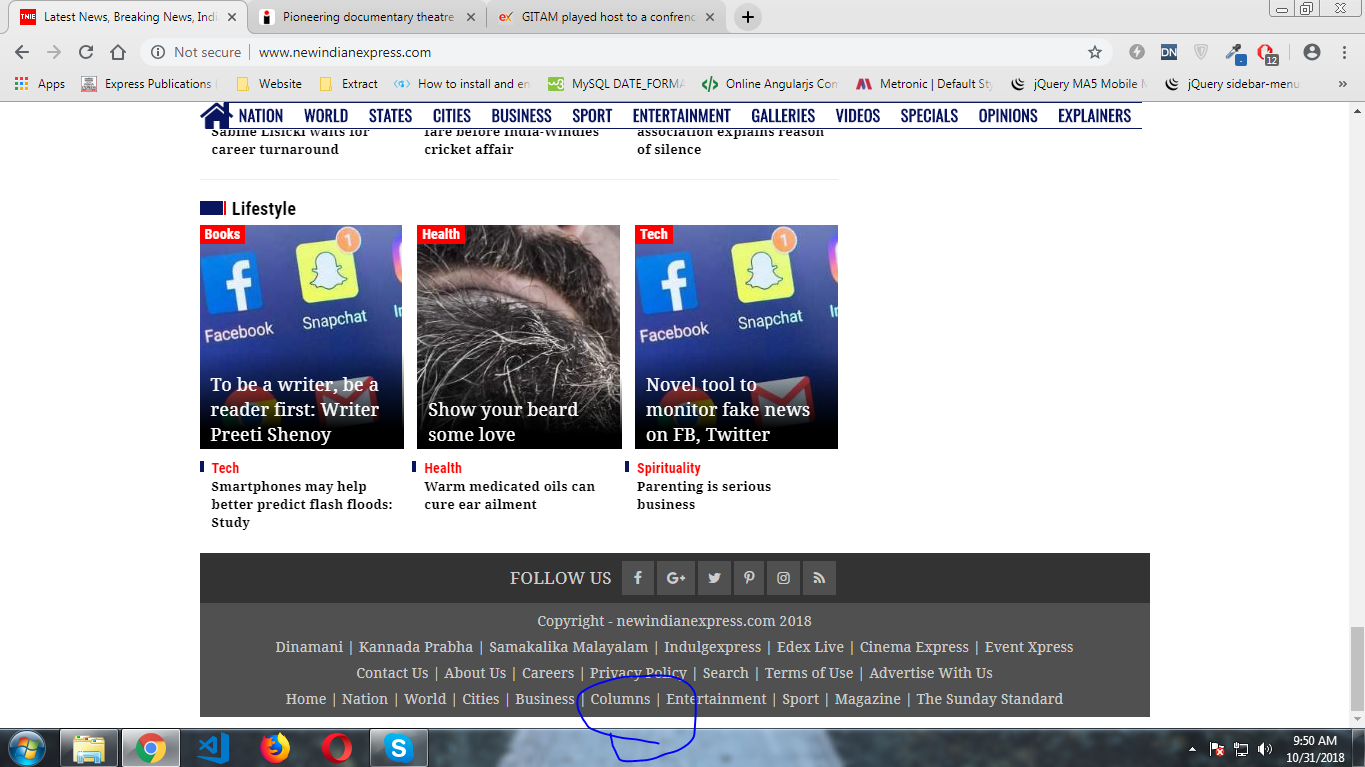 Latest News, Breaking News, Indi
Pioneering documentary theatre
GITAM played host to a confrenc
Not secure | www.newindianexpress.com
DN
12
Apps
Express Publications
Website
Extract
How to install and en
MySQL DATE_FORMA
Online Angularjs Com
Metronic | Default Sty
jQuery MA5 Mobile M
jQuery sidebar-menu
»
NATION WORLD STATES CITIES BUSINESS SPORT ENTERTAINMENT GALLERIES VIDEOS SPECIALS OPINIONS EXPLAINERS
Sabine Lisicki waits for
career turnaround
fare before India-Windies
cricket affair
association explains reason
of silence
Lifestyle
Books
1
Facebook
Snapchat
To be a writer, be a
reader first: Writer
Preeti Shenoy
Health
Show your beard
some love
Tech
1
Facebook
Snapchat
In
Novel tool to
monitor fake news
on FB, Twitter
Tech
Smartphones may help
better predict flash floods:
Study
Health
Warm medicated oils can
cure ear ailment
Spirituality
Parenting is serious
business
FOLLOW US
Copyright - newindianexpress.com 2018
Dinamani | Kannada Prabha | Samakalika Malayalam | Indulgexpress | Edex Live | Cinema Express | Event Xpress
Contact Us | About Us | Careers | Privacy Policy | Search | Terms of Use | Advertise With Us
Home | Nation | World | Cities | Business | Columns | Entertainment | Sport | Magazine | The Sunday Standard
9:50 AM
10/31/2018